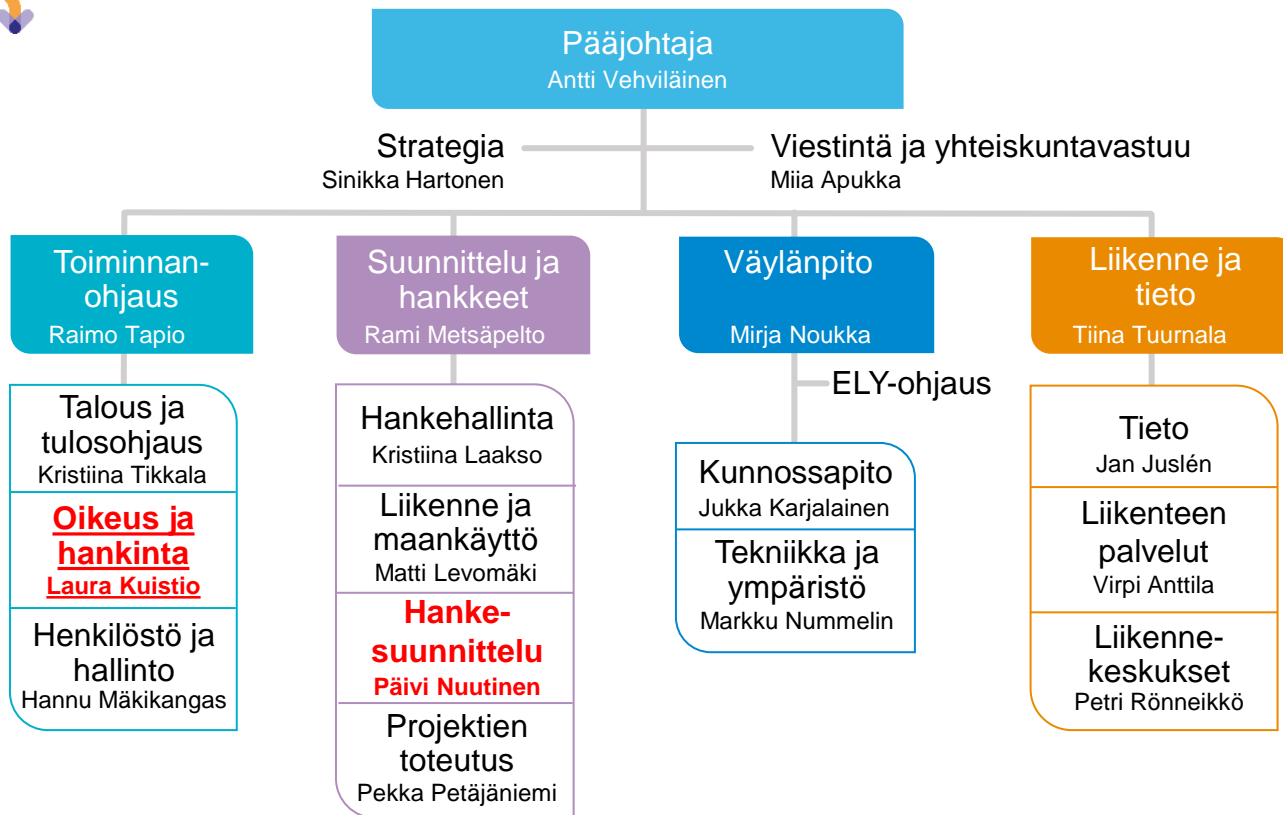 Pääjohtaja
Antti Vehviläinen
Strategia
Sinikka Hartonen
Viestintä ja yhteiskuntavastuu
Miia Apukka
Toiminnan-
ohjaus
Raimo Tapio
Talous ja
tulosohjaus
Kristiina Tikkala
Oikeus ja
hankinta
Laura Kuistio
Henkilöstö ja
hallinto
Hannu Mäkikangas
Suunnittelu ja
hankkeet
Rami Metsäpelto
Hankehallinta
Kristiina Laakso
Liikenne ja
maankäyttö
Matti Levomäki
Hanke-
suunnittelu
Päivi Nuutinen
Projektien
toteutus
Pekka Petäjäniemi
Väylänpito
Mirja Noukka
ELY-ohjaus
Kunnossapito
Jukka Karjalainen
Tekniikka ja
ympäristö
Markku Nummelin
Liikenne ja
tieto
Tiina Tuurnala
Tieto
Jan Juslén
Liikenteen
palvelut
Virpi Anttila
Liikenne-
keskukset
Petri Rönneikkö